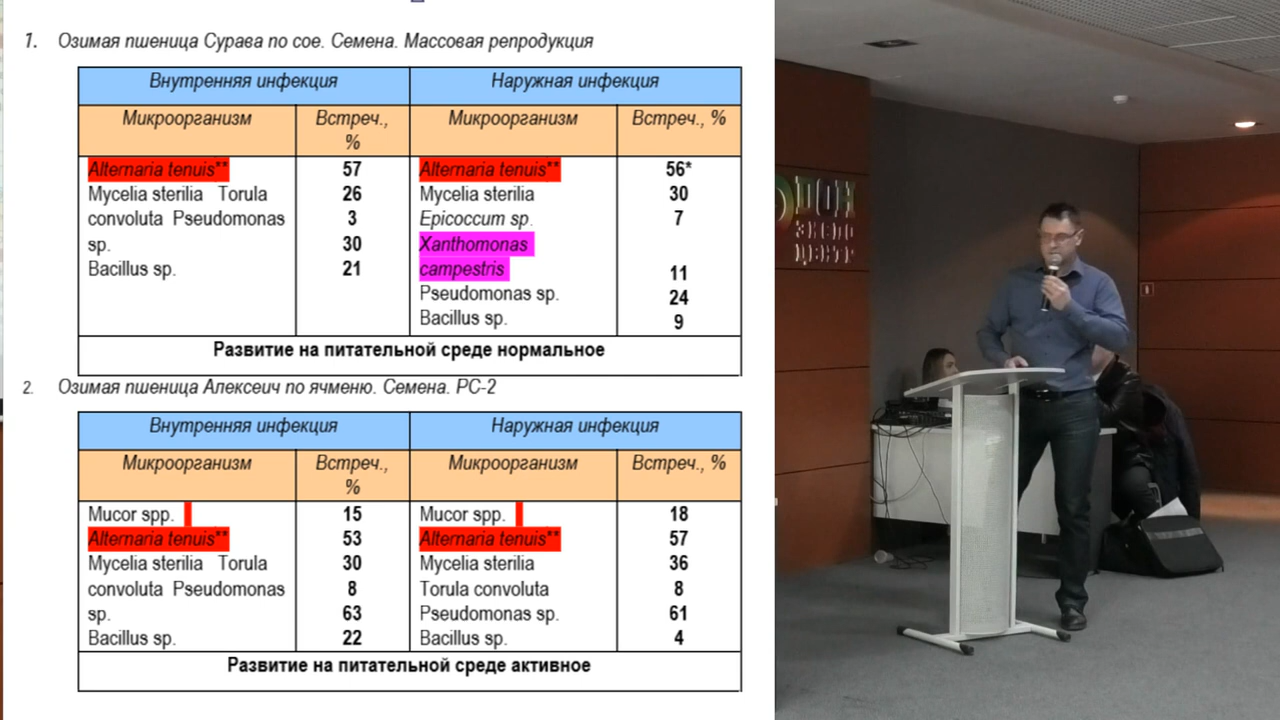 1. Озимая пшеница Сурава по сое. Семена. Массовая репродукция
Внутренняя инфекция Наружная инфекция
Микроорганизм Встреч., % Микроорганизм Встреч., %
Alternaria tenuis** 57 Alternaria tenuis** 56*
Mycelia sterilia Torula 26 Mycelia sterilia 30
convoluta Pseudomonas 3 Epicoccum sp. 7
sp. 30 Xanthomonas
Bacillus sp. 21 campestris 11
Pseudomonas sp. 24
Bacillus sp. 9
Развитие на питательной среде нормальное
2. Озимая пшеница Алексеич по ячменю. Семена. РС-2
Внутренняя инфекция Наружная инфекция
Микроорганизм Встреч., % Микроорганизм Встреч., %
Mucor spp. 15 Mucor spp. 18
Alternaria tenuis** 53 Alternaria tenuis** 57
Mycelia sterilia Torula 30 Mycelia sterilia 36
convoluta Pseudomonas 8 Torula convoluta 8
sp. 63 Pseudomonas sp. 61
Bacillus sp. 22 Bacillus sp. 4
Развитие на питательной среде активное
ДОН
ЭКСПО
ЦЕНТР